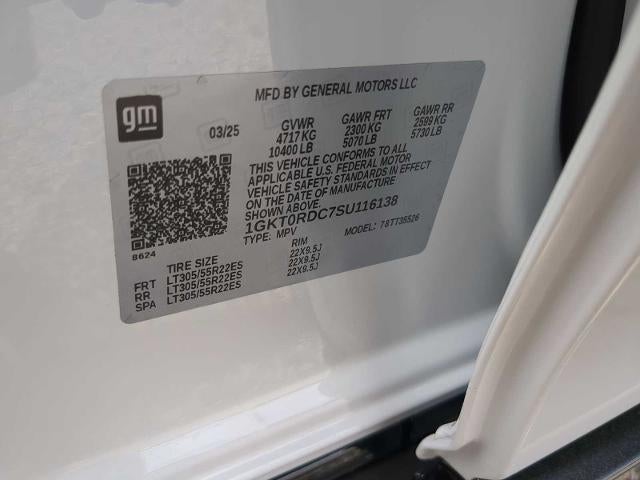 MFD BY GENERAL MOTORS LLC
gm
03/25 GVWR GAWR FRT GAWR RR
4717 KG 2300 KG 2599 KG
10400 LB 5070 LB 5730 LB
THIS VEHICLE CONFORMS TO ALL
APPLICABLE U.S. FEDERAL MOTOR
VEHICLE SAFETY STANDARDS IN EFFECT
ON THE DATE OF MANUFACTURE
SHOWN ABOVE.
1GKT0RDC7SU116138
TYPE: MPV MODEL: 78TT35526
8624
TIRE SIZE RIM
FRT LT305/55R22ES 22X9.5J
RR LT305/55R22ES 22X9.5J
SPA LT305/55R22ES 22X9.5J